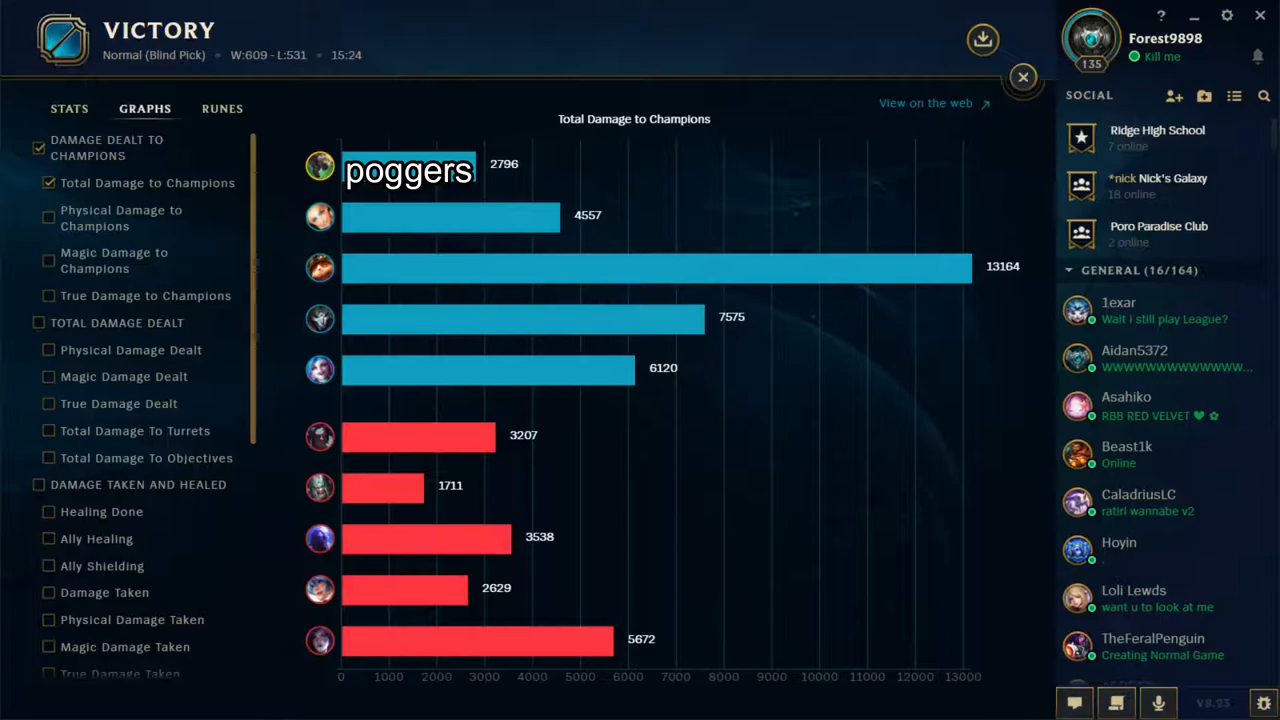 VICTORY
Normal (Blind Pick) • W:609 - L:531 • 15:24
?
Forest9898
135
Kill me
STATS
GRAPHS
RUNES
View on the web
Total Damage to Champions
DAMAGE DEALT TO
CHAMPIONS
Total Damage to Champions
Physical Damage to
Champions
Magic Damage to
Champions
True Damage to Champions
TOTAL DAMAGE DEALT
Physical Damage Dealt
Magic Damage Dealt
True Damage Dealt
Total Damage To Turrets
Total Damage To Objectives
DAMAGE TAKEN AND HEALED
Healing Done
Ally Healing
Ally Shielding
Damage Taken
Physical Damage Taken
Magic Damage Taken
True Damage Taken
poggers
2796
4557
13164
7575
6120
3207
1711
3538
2629
5672
0 1000 2000 3000 4000 5000 6000 7000 8000 9000 10000 11000 12000 13000
SOCIAL
Ridge High School
7 online
*nick Nick's Galaxy
18 online
Poro Paradise Club
2 online
GENERAL (16/164)
1exar
Wait i still play League?
Aidan5372
WWWWWWWWWWWWW...
Asahiko
RBB RED VELVET ♥ ✿
Beast1k
Online
CaladriusLC
ratirl wannabe v2
Hoyin
.
Loli Lewds
want u to look at me
TheFeralPenguin
Creating Normal Game
V8.23